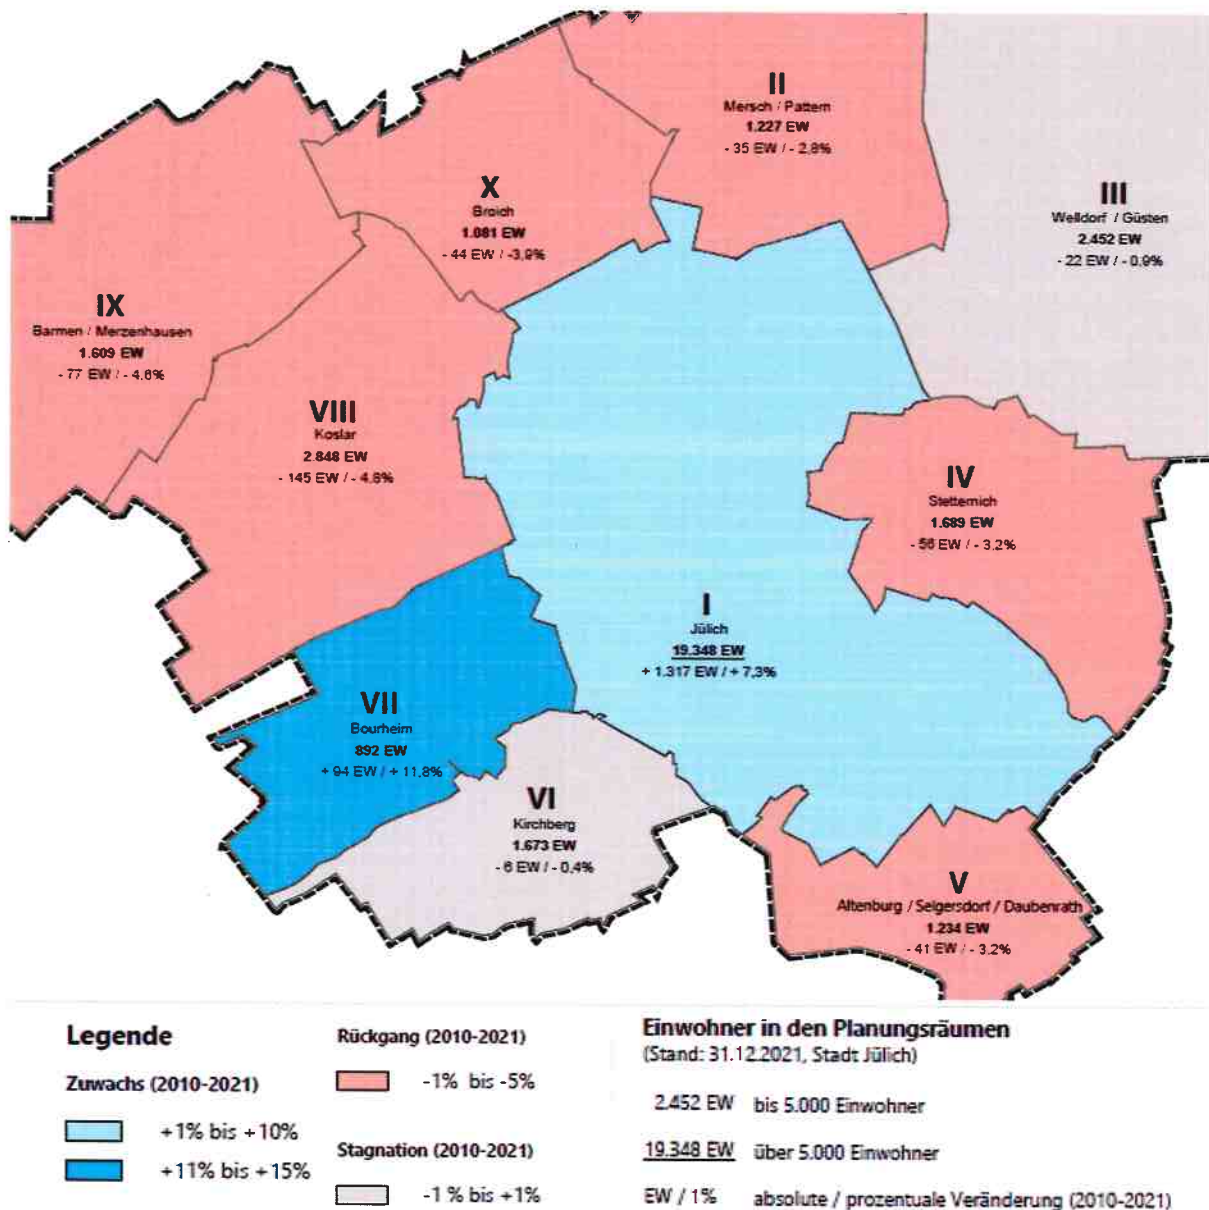 II
Mersch / Pattern
1.227 EW
- 35 EW / - 2,8%
III
Welldorf / Güsten
2.452 EW
- 22 EW / - 0,9%
X
Broich
1.081 EW
- 44 EW / -3,9%
IX
Barmen / Merzenhausen
1.609 EW
- 77 EW / - 4,6%
VIII
Koslar
2.848 EW
- 145 EW / - 4,8%
IV
Stetternich
1.689 EW
- 56 EW / - 3,2%
I
Jülich
19.348 EW
+ 1.317 EW / + 7,3%
VII
Bourheim
892 EW
+ 94 EW / + 11,8%
VI
Kirchberg
1.673 EW
- 6 EW / - 0,4%
V
Altenburg / Selgersdorf / Daubenrath
1.234 EW
- 41 EW / - 3,2%
Legende
Zuwachs (2010-2021)
+1% bis +10%
+11% bis +15%
Rückgang (2010-2021)
-1% bis -5%
Stagnation (2010-2021)
-1 % bis +1%
Einwohner in den Planungsräumen
(Stand: 31.12.2021, Stadt Jülich)
2.452 EW bis 5.000 Einwohner
19.348 EW über 5.000 Einwohner
EW / 1% absolute / prozentuale Veränderung (2010-2021)